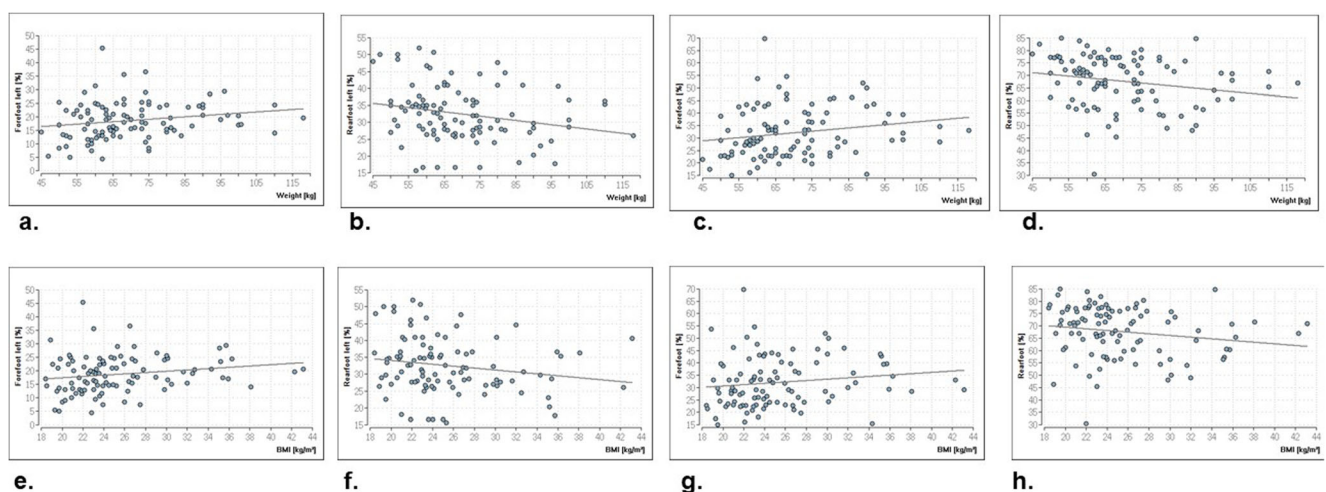 Forefoot left [%]
50
45
40
35
30
25
20
15
10
5
0
45 55 65 75 85 95 105 115
Weight [kg]
a.
Rearfoot left [%]
55
50
45
40
35
30
25
20
15
45 55 65 75 85 95 105 115
Weight [kg]
b.
Forefoot [%]
70
65
60
55
50
45
40
35
30
25
20
15
45 55 65 75 85 95 105 115
Weight [kg]
c.
Rearfoot [%]
85
80
75
70
65
60
55
50
45
40
35
30
45 55 65 75 85 95 105 115
Weight [kg]
d.
Forefoot left [%]
50
45
40
35
30
25
20
15
10
5
0
18 20 22 24 26 28 30 32 34 36 38 40 42 44
BMI [kg/m²]
e.
Rearfoot left [%]
55
50
45
40
35
30
25
20
15
18 20 22 24 26 28 30 32 34 36 38 40 42 44
BMI [kg/m²]
f.
Forefoot [%]
70
65
60
55
50
45
40
35
30
25
20
15
18 20 22 24 26 28 30 32 34 36 38 40 42 44
BMI [kg/m²]
g.
Rearfoot [%]
85
80
75
70
65
60
55
50
45
40
35
30
18 20 22 24 26 28 30 32 34 36 38 40 42 44
BMI [kg/m²]
h.